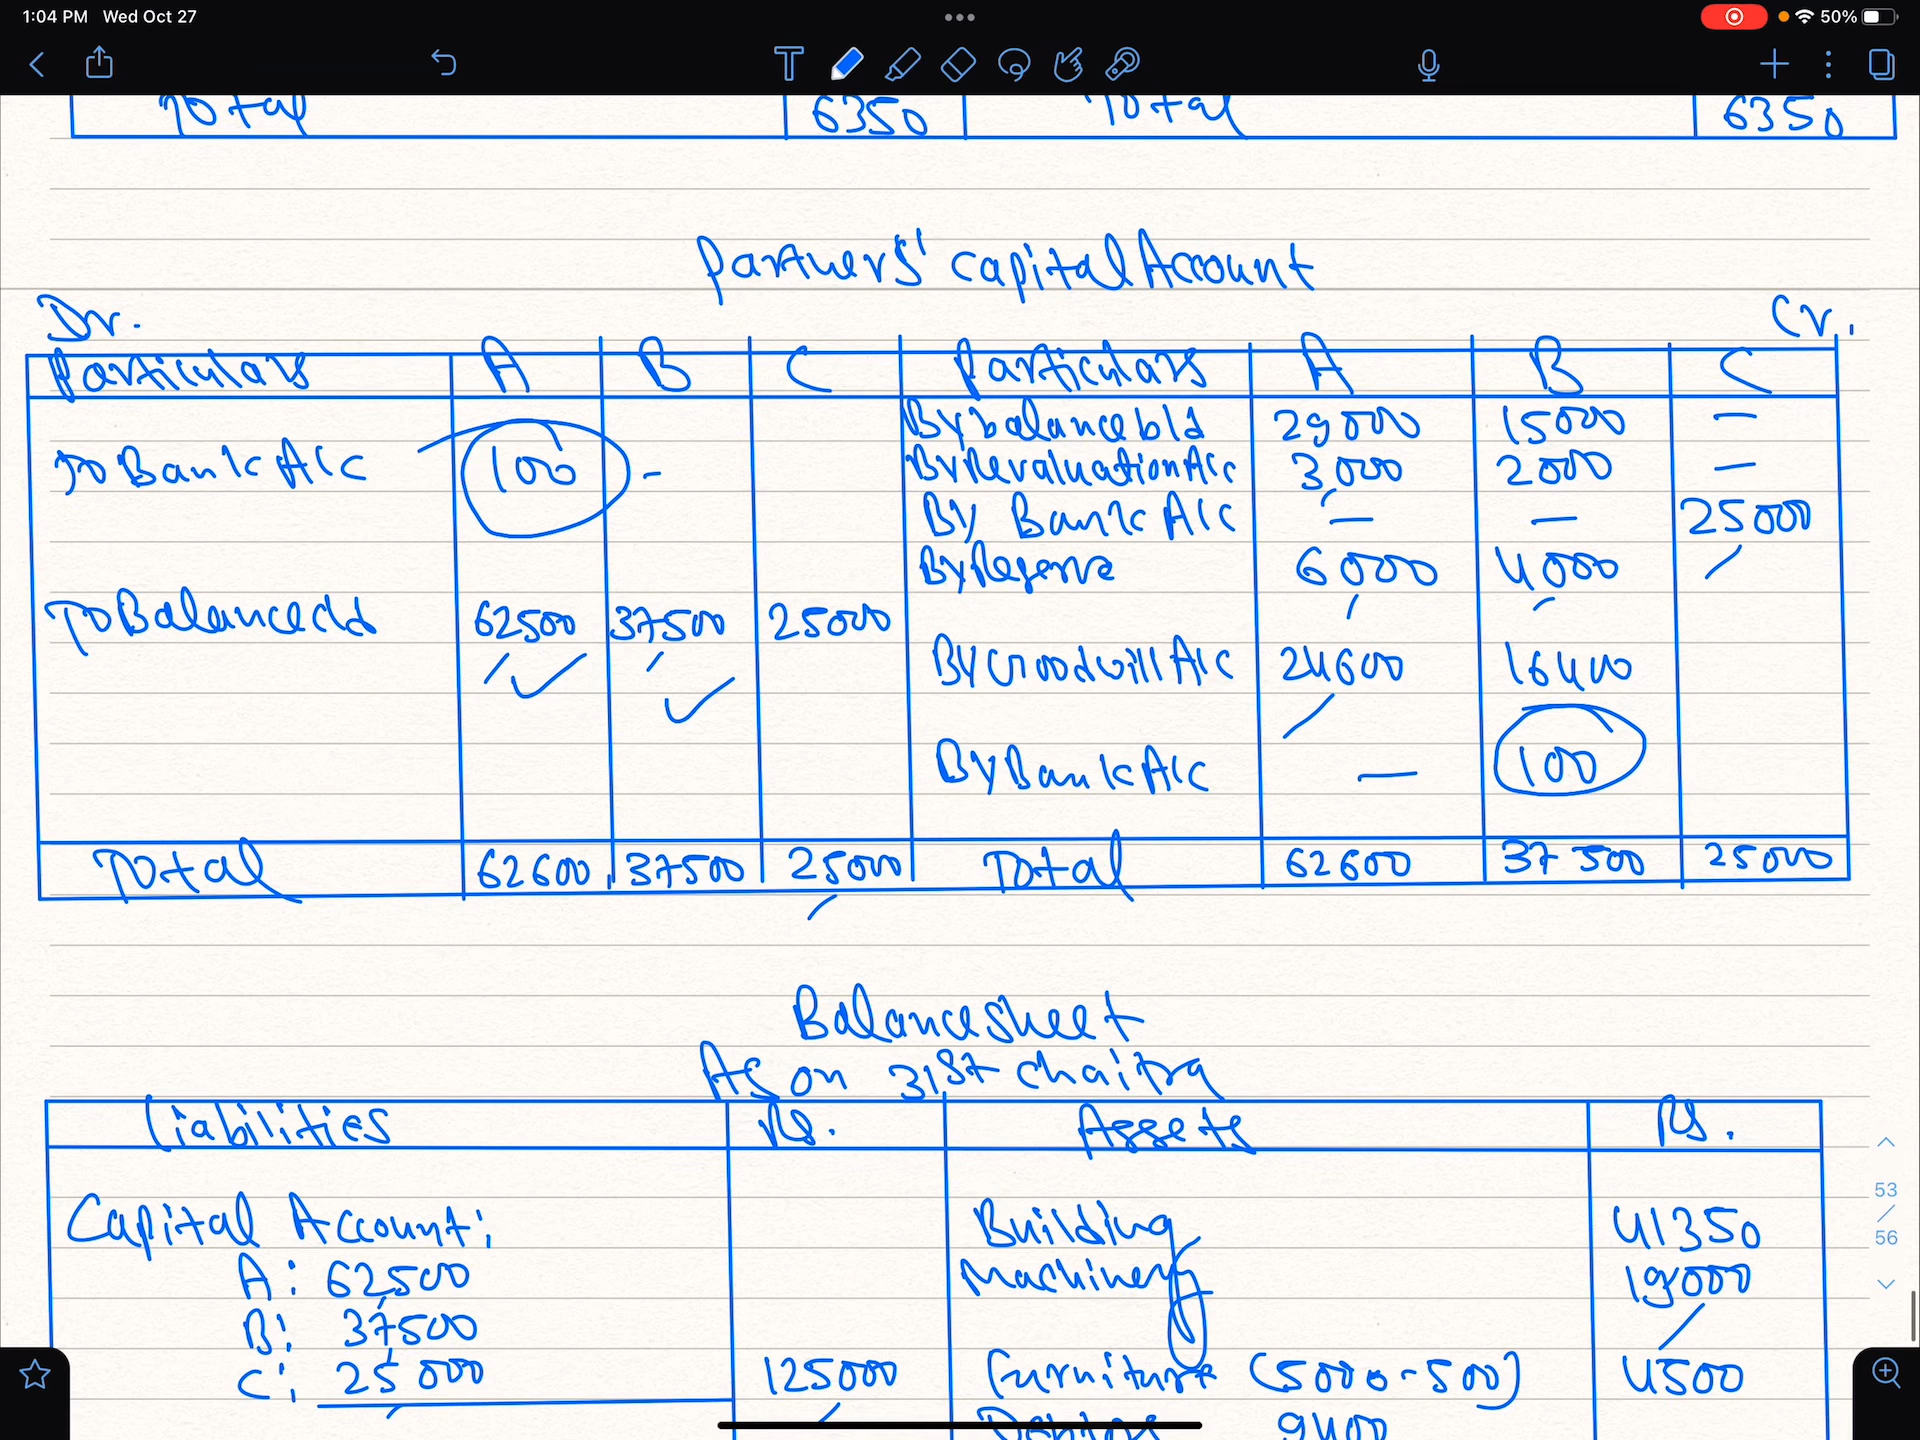 1:04 PM Wed Oct 27 50%
Total 6350 Total 6350
Partners' Capital Account
Dr. Cr.
Particulars A B C Particulars A B C
By balance b/d 29000 15000 -
To Bank A/c 100 - By Revaluation A/c 3,000 2000 -
By Bank A/c - - 25000
By Reserve 6000 4000
To Balance c/d 62500 37500 25000
By Goodwill A/c 24600 16400
By Bank A/c - 100
Total 62600 37500 25000 Total 62600 37500 25000
Balance sheet
As on 31st chaitra
Liabilities Rs. Assets Rs.
Capital Account: Building 41350
A: 62500 Machinery 19000
B: 37500
C: 25000 125000 Furniture (5000-500) 4500
Debtors 9400
53
/
56